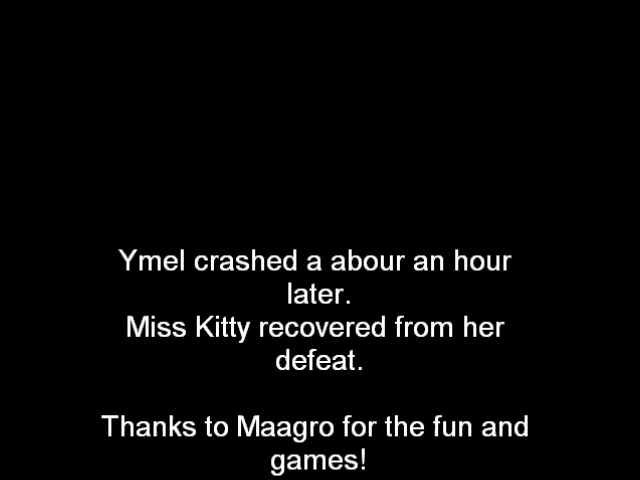 Ymel crashed a abour an hour
later.
Miss Kitty recovered from her
defeat.
Thanks to Maagro for the fun and
games!